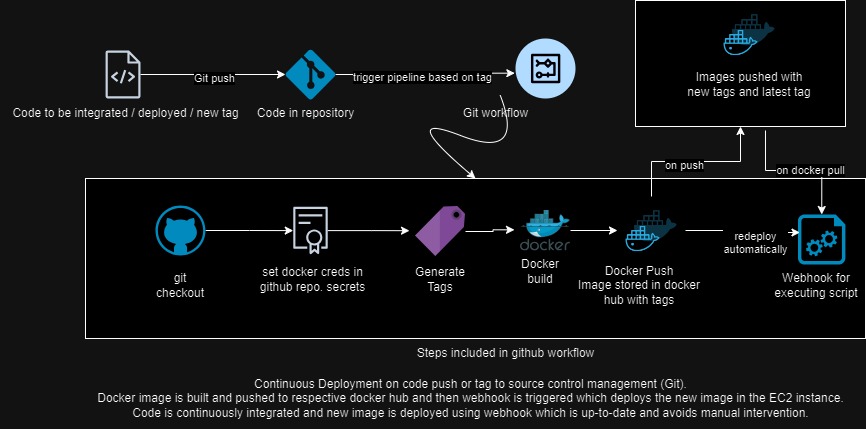 Images pushed with
new tags and latest tag
Git push
trigger pipeline based on tag
Code to be integrated / deployed / new tag
Code in repository
Git workflow
on push
on docker pull
docker
redeploy
automatically
git
checkout
set docker creds in
github repo. secrets
Generate
Tags
Docker
build
Docker Push
Image stored in docker
hub with tags
Webhook for
executing script
Steps included in github workflow
Continuous Deployment on code push or tag to source control management (Git).
Docker image is built and pushed to respective docker hub and then webhook is triggered which deploys the new image in the EC2 instance.
Code is continuously integrated and new image is deployed using webhook which is up-to-date and avoids manual intervention.